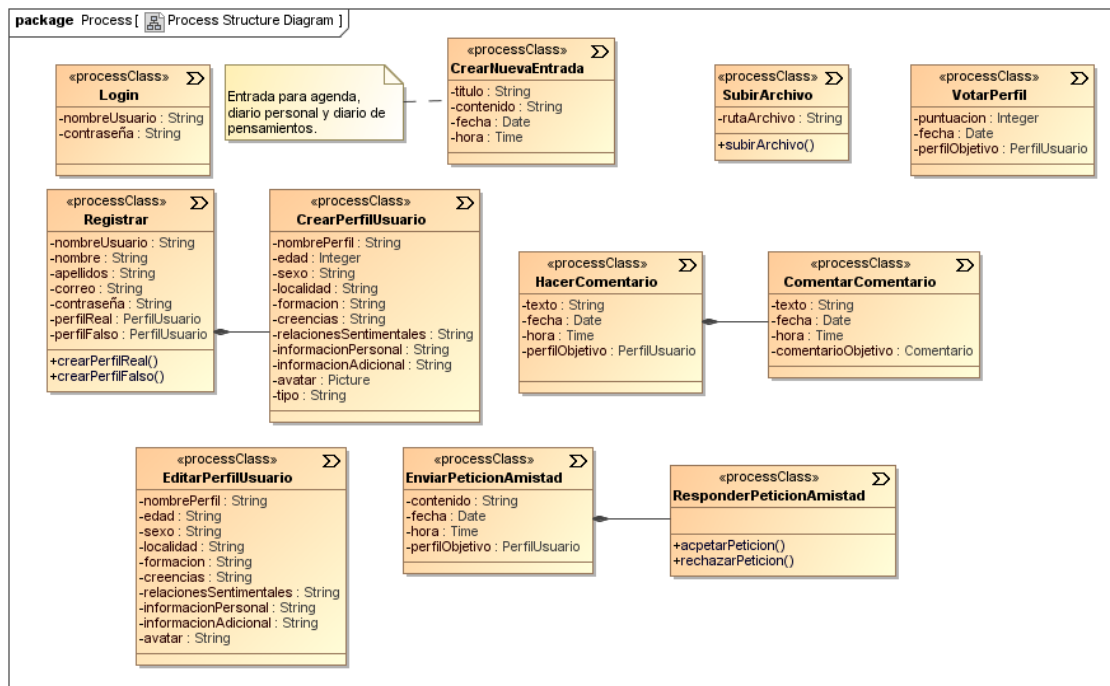 package Process[ Process Structure Diagram ]
«processClass»
Login
-nombreUsuario : String
-contraseña : String
Entrada para agenda,
diario personal y diario de
pensamientos.
«processClass»
CrearNuevaEntrada
-titulo : String
-contenido : String
-fecha : Date
-hora : Time
«processClass»
SubirArchivo
-rutaArchivo : String
+subirArchivo()
«processClass»
VotarPerfil
-puntuacion : Integer
-fecha : Date
-perfilObjetivo : PerfilUsuario
«processClass»
Registrar
-nombreUsuario : String
-nombre : String
-apellidos : String
-correo : String
-contraseña : String
-perfilReal : PerfilUsuario
-perfilFalso : PerfilUsuario
+crearPerfilReal()
+crearPerfilFalso()
«processClass»
CrearPerfilUsuario
-nombrePerfil : String
-edad : Integer
-sexo : String
-localidad : String
-formacion : String
-creencias : String
-relacionesSentimentales : String
-informacionPersonal : String
-informacionAdicional : String
-avatar : Picture
-tipo : String
«processClass»
HacerComentario
-texto : String
-fecha : Date
-hora : Time
-perfilObjetivo : PerfilUsuario
«processClass»
ComentarComentario
-texto : String
-fecha : Date
-hora : Time
-comentarioObjetivo : Comentario
«processClass»
EditarPerfilUsuario
-nombrePerfil : String
-edad : String
-sexo : String
-localidad : String
-formacion : String
-creencias : String
-relacionesSentimentales : String
-informacionPersonal : String
-informacionAdicional : String
-avatar : String
«processClass»
EnviarPeticionAmistad
-contenido : String
-fecha : Date
-hora : Time
-perfilObjetivo : PerfilUsuario
«processClass»
ResponderPeticionAmistad
+acpetarPeticion()
+rechazarPeticion()